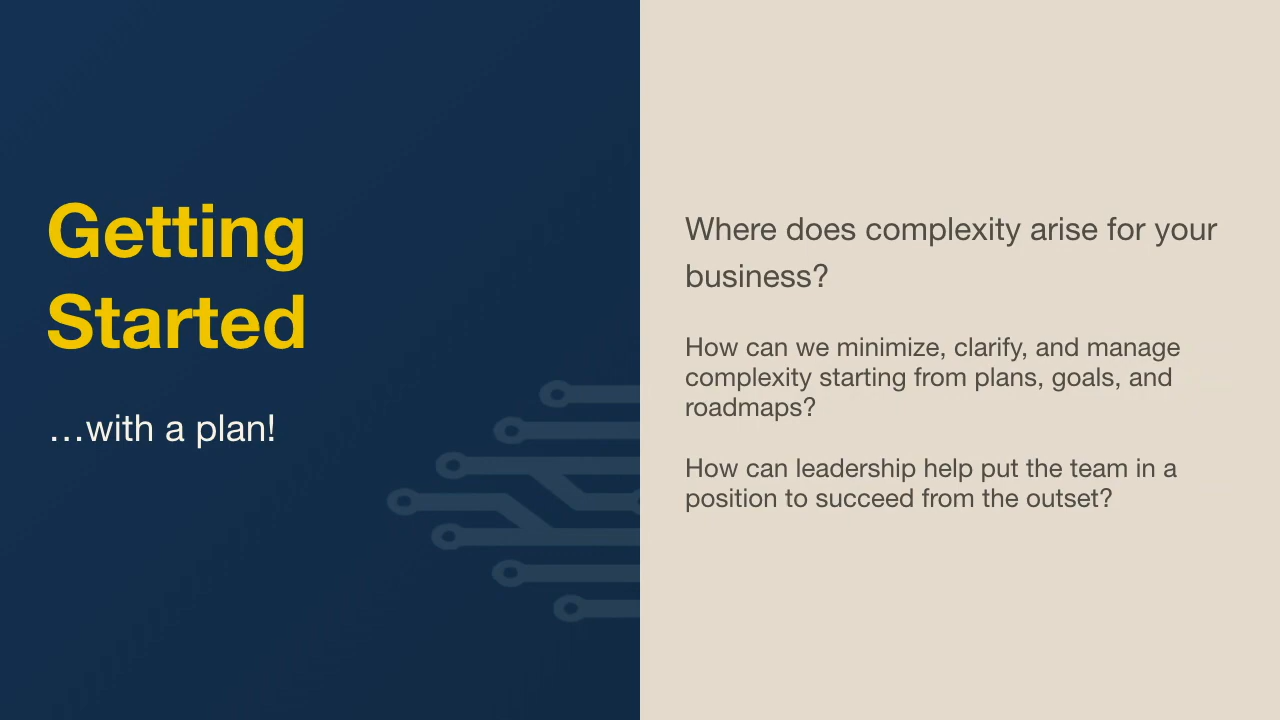 Getting
Started
…with a plan!
Where does complexity arise for your
business?
How can we minimize, clarify, and manage
complexity starting from plans, goals, and
roadmaps?
How can leadership help put the team in a
position to succeed from the outset?